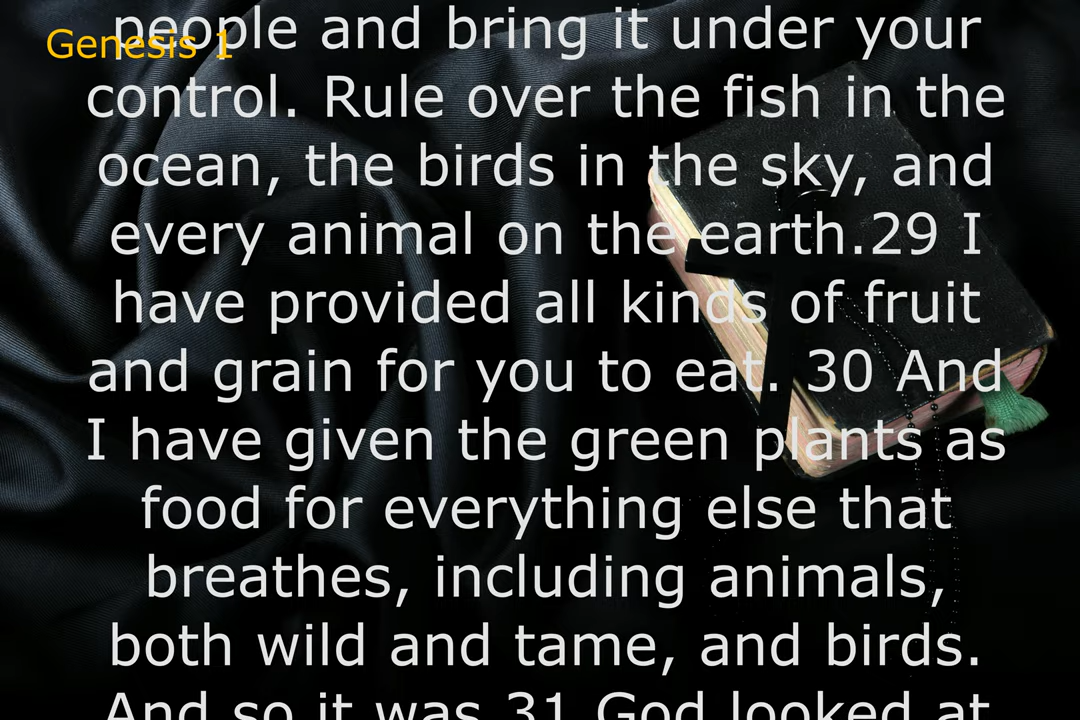 Genesis 1
people and bring it under your
control. Rule over the fish in the
ocean, the birds in the sky, and
every animal on the earth.29 I
have provided all kinds of fruit
and grain for you to eat. 30 And
I have given the green plants as
food for everything else that
breathes, including animals,
both wild and tame, and birds.
And so it was 31 God looked at